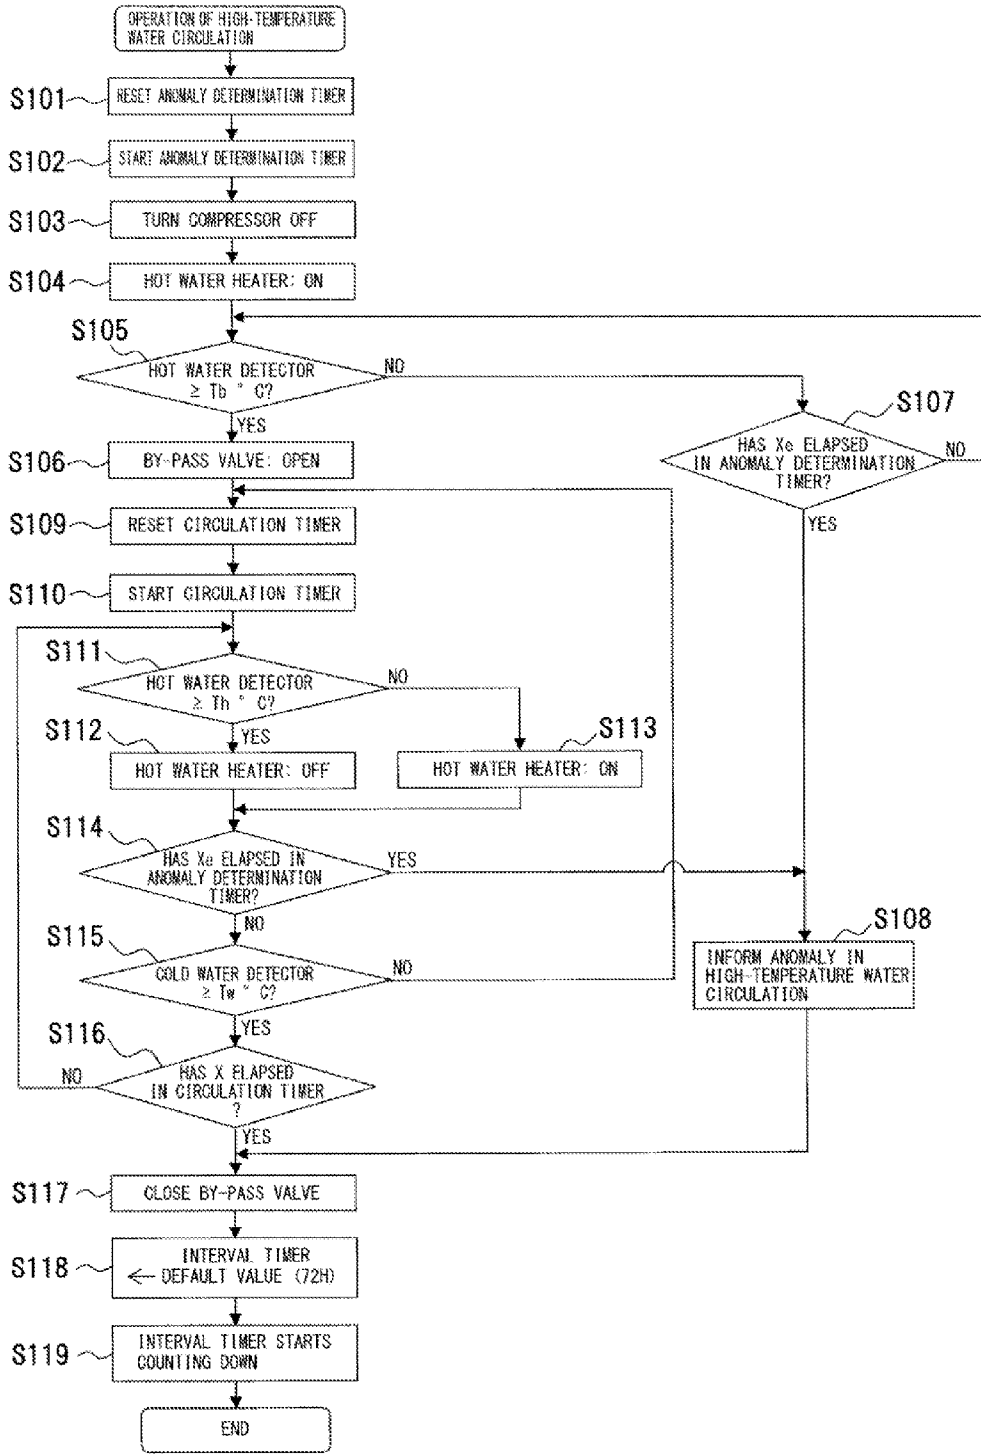 OPERATION OF HIGH-TEMPERATURE
WATER CIRCULATION
S101
RESET ANOMALY DETERMINATION TIMER
S102
START ANOMALY DETERMINATION TIMER
S103
TURN COMPRESSOR OFF
S104
HOT WATER HEATER: ON
S105
HOT WATER DETECTOR
≥ Tb ° C?
NO
YES
S107
HAS Xe ELAPSED
IN ANOMALY DETERMINATION
TIMER?
NO
YES
S106
BY-PASS VALVE: OPEN
S109
RESET CIRCULATION TIMER
S110
START CIRCULATION TIMER
S111
HOT WATER DETECTOR
≥ Th ° C?
NO
YES
S112
HOT WATER HEATER: OFF
S113
HOT WATER HEATER: ON
S114
HAS Xe ELAPSED IN
ANOMALY DETERMINATION
TIMER?
YES
NO
S108
INFORM ANOMALY IN
HIGH-TEMPERATURE WATER
CIRCULATION
S115
COLD WATER DETECTOR
≥ Tw ° C?
NO
YES
S116
HAS X ELAPSED
IN CIRCULATION TIMER
?
NO
YES
S117
CLOSE BY-PASS VALVE
S118
INTERVAL TIMER
← DEFAULT VALUE (72H)
S119
INTERVAL TIMER STARTS
COUNTING DOWN
END